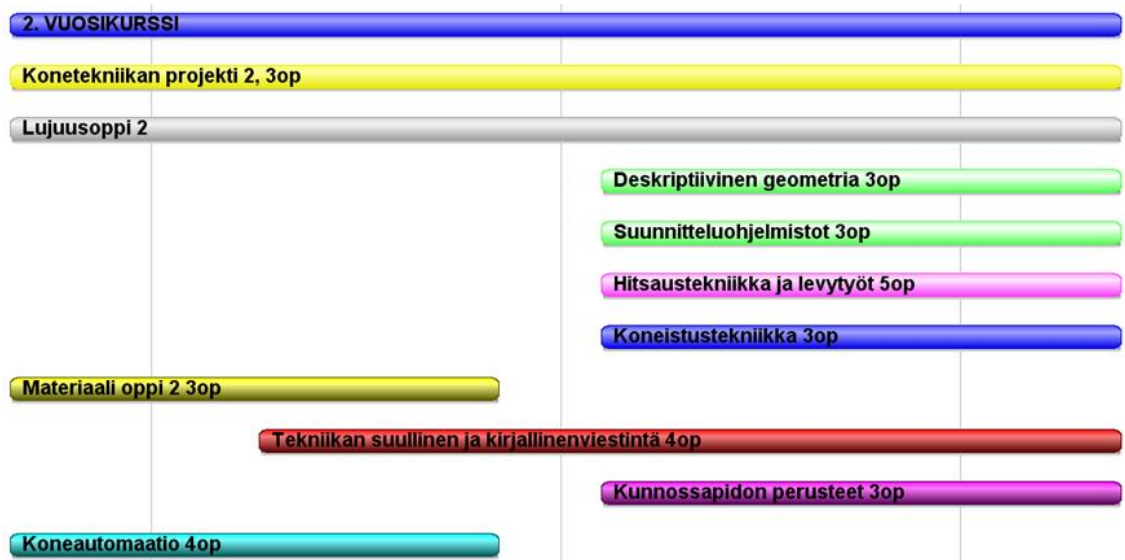 2. VUOSIKURSSI
Konetekniikan projekti 2, 3op
Lujuusoppi 2
Deskriptiivinen geometria 3op
Suunnitteluohjelmistot 3op
Hitsaustekniikka ja levytyöt 5op
Koneistustekniikka 3op
Materiaali oppi 2 3op
Tekniikan suullinen ja kirjallinenviestintä 4op
Kunnossapidon perusteet 3op
Koneautomaatio 4op